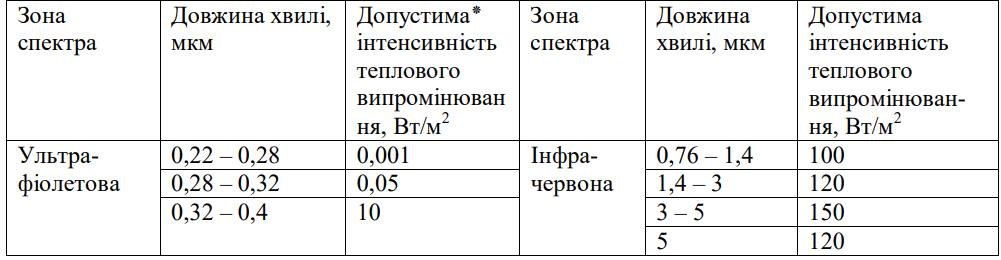 Зона
спектра
Довжина хвилі,
мкм
Допустима*
інтенсивність
теплового
випромінюван
ня, Вт/м²
Зона
спектра
Довжина
хвилі, мкм
Допустима
інтенсивність
теплового
випромінюван-
ня, Вт/м²
Ультра-
фіолетова
0,22 – 0,28
0,001
Інфра-
червона
0,76 – 1,4
100
0,28 – 0,32
0,05
1,4 – 3
120
0,32 – 0,4
10
3 – 5
150
5
120